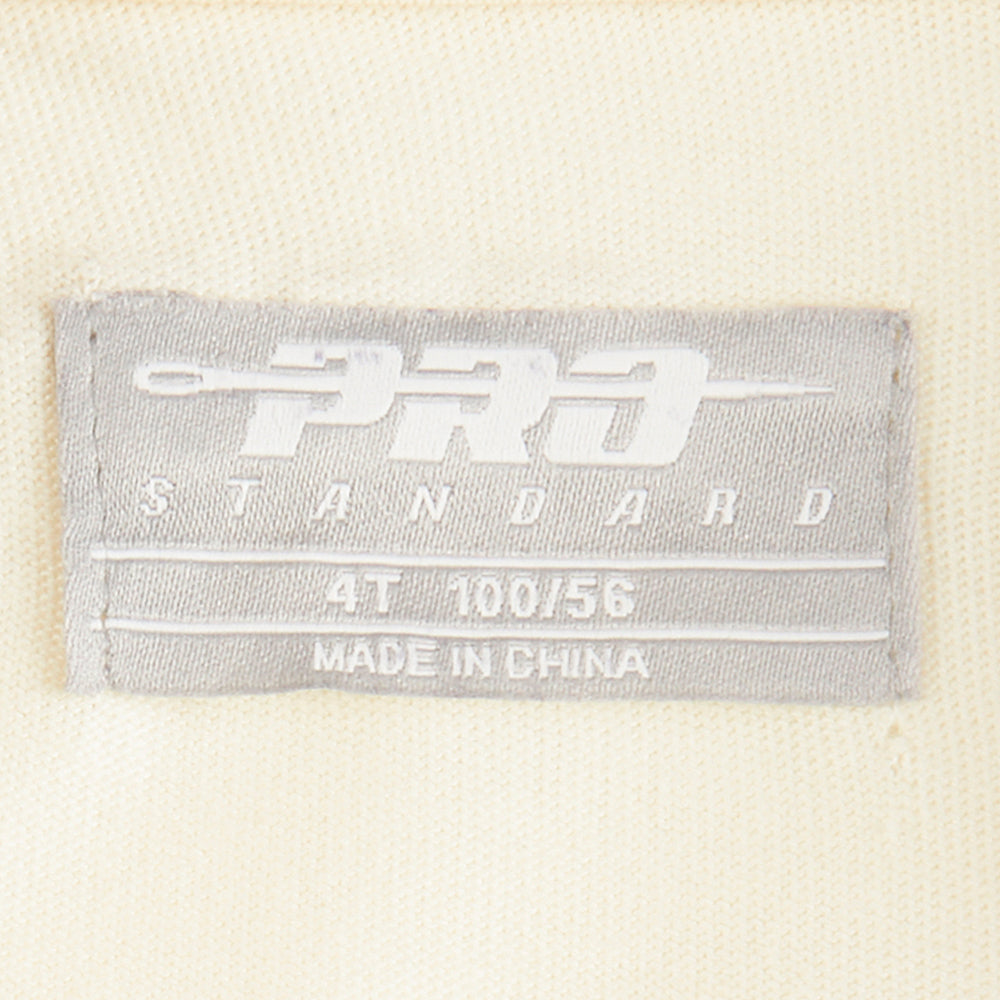 PRO
STANDARD
4T 100/56
MADE IN CHINA